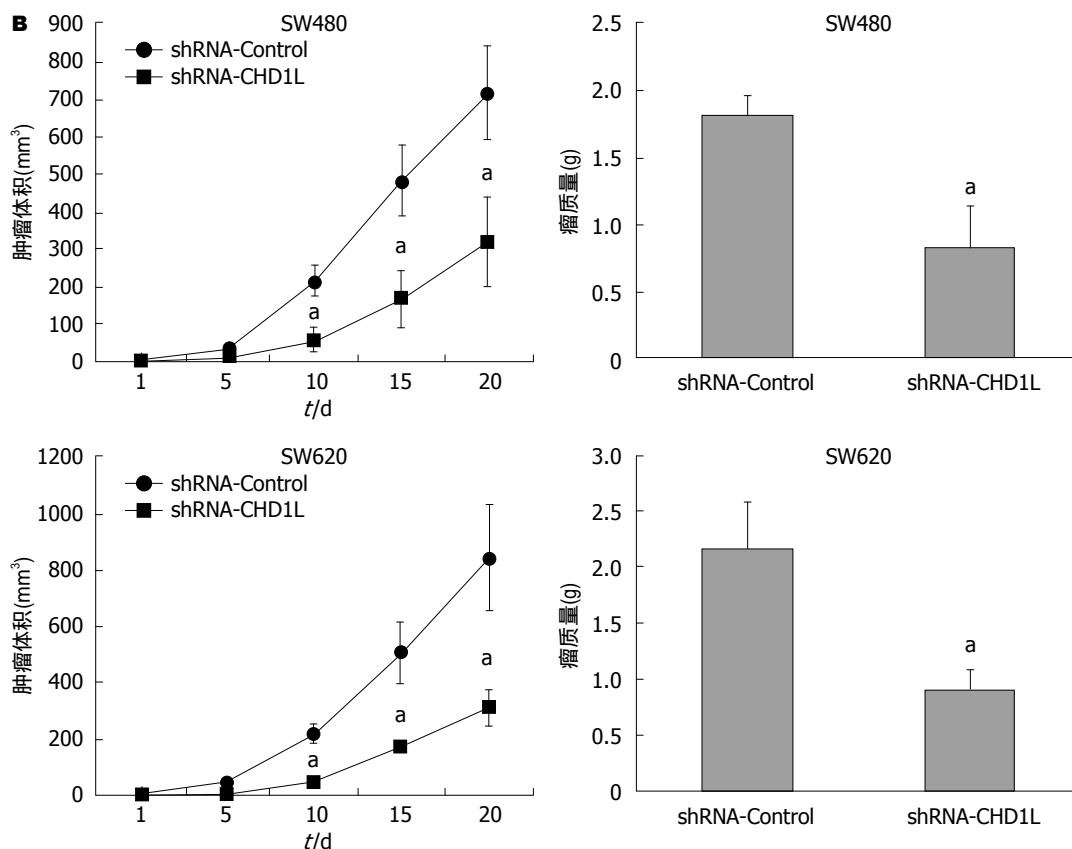 B
SW480
shRNA-Control
shRNA-CHD1L
肿瘤体积(mm³)
900
800
700
600
500
400
300
200
100
0
a
a
a
1 5 10 15 20
t/d
SW480
瘤质量(g)
2.5
2.0
1.5
1.0
0.5
0
a
shRNA-Control shRNA-CHD1L
SW620
shRNA-Control
shRNA-CHD1L
肿瘤体积(mm³)
1200
1000
800
600
400
200
0
a
a
a
1 5 10 15 20
t/d
SW620
瘤质量(g)
3.0
2.5
2.0
1.5
1.0
0.5
0
a
shRNA-Control shRNA-CHD1L